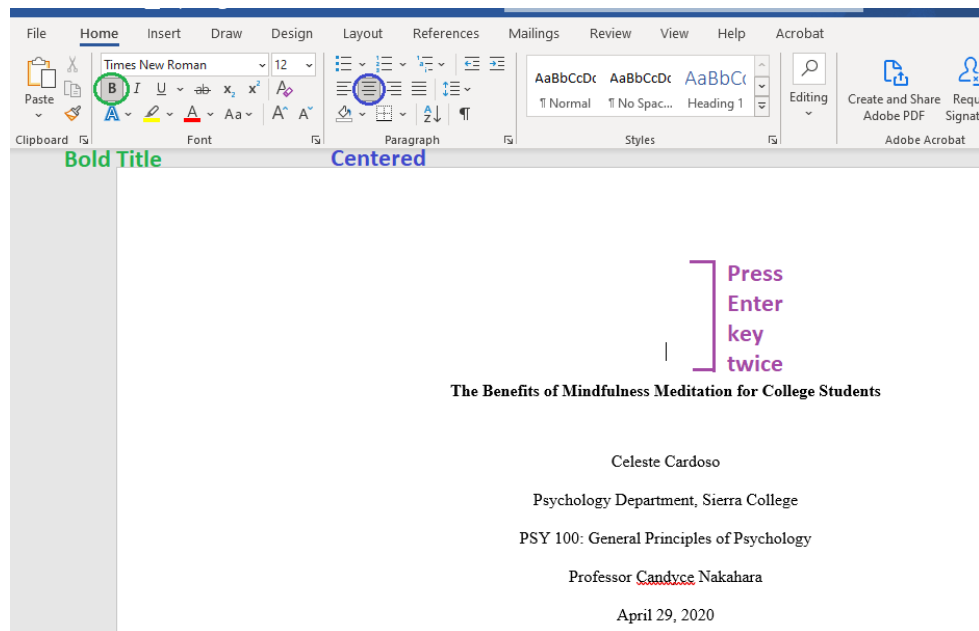 File Home Insert Draw Design Layout References Mailings Review View Help Acrobat
Times New Roman 12
AaBbCcDc AaBbCcDc AaBbC
Paste
B I U ab x₂ x² A
A A Aa A A
¶ Normal ¶ No Spac... Heading 1
Editing
Create and Share
Adobe PDF
Clipboard Font Paragraph Styles Adobe Acrobat
Bold Title Centered
Press
Enter
key
twice
The Benefits of Mindfulness Meditation for College Students
Celeste Cardoso
Psychology Department, Sierra College
PSY 100: General Principles of Psychology
Professor Candyce Nakahara
April 29, 2020